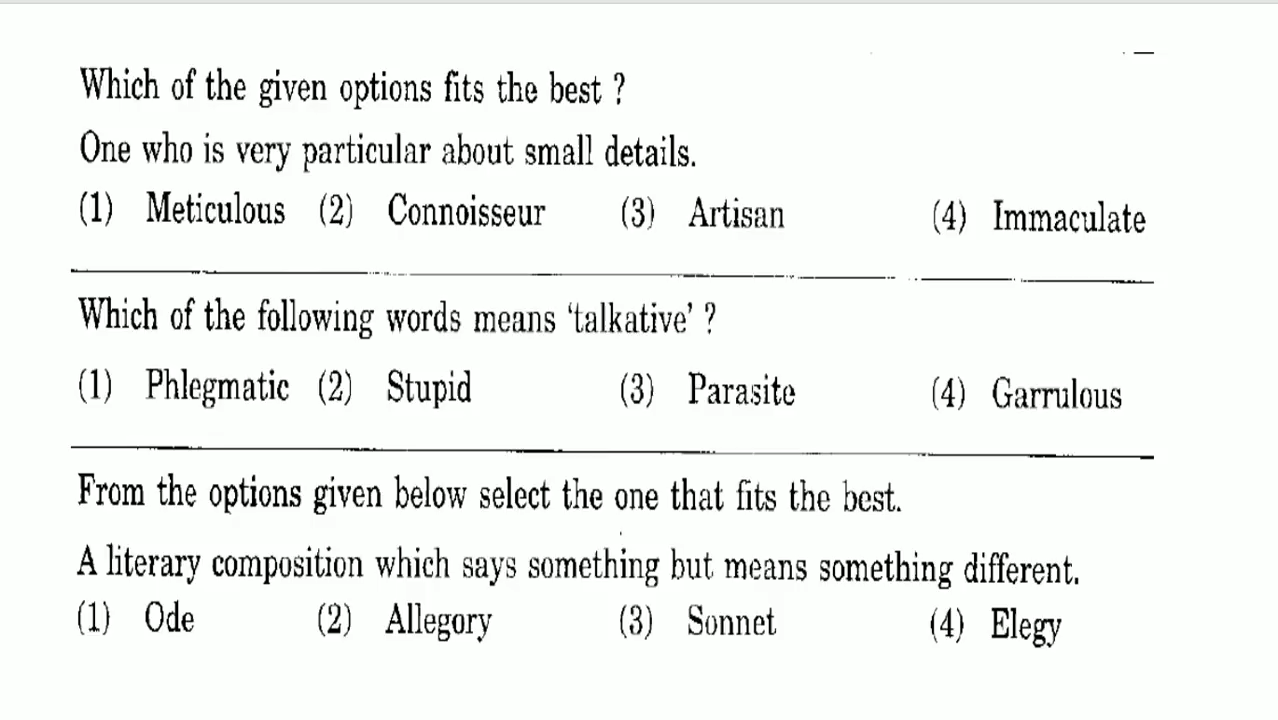 Which of the given options fits the best ?
One who is very particular about small details.
(1) Meticulous (2) Connoisseur (3) Artisan (4) Immaculate
Which of the following words means ‘talkative’ ?
(1) Phlegmatic (2) Stupid (3) Parasite (4) Garrulous
From the options given below select the one that fits the best.
A literary composition which says something but means something different.
(1) Ode (2) Allegory (3) Sonnet (4) Elegy